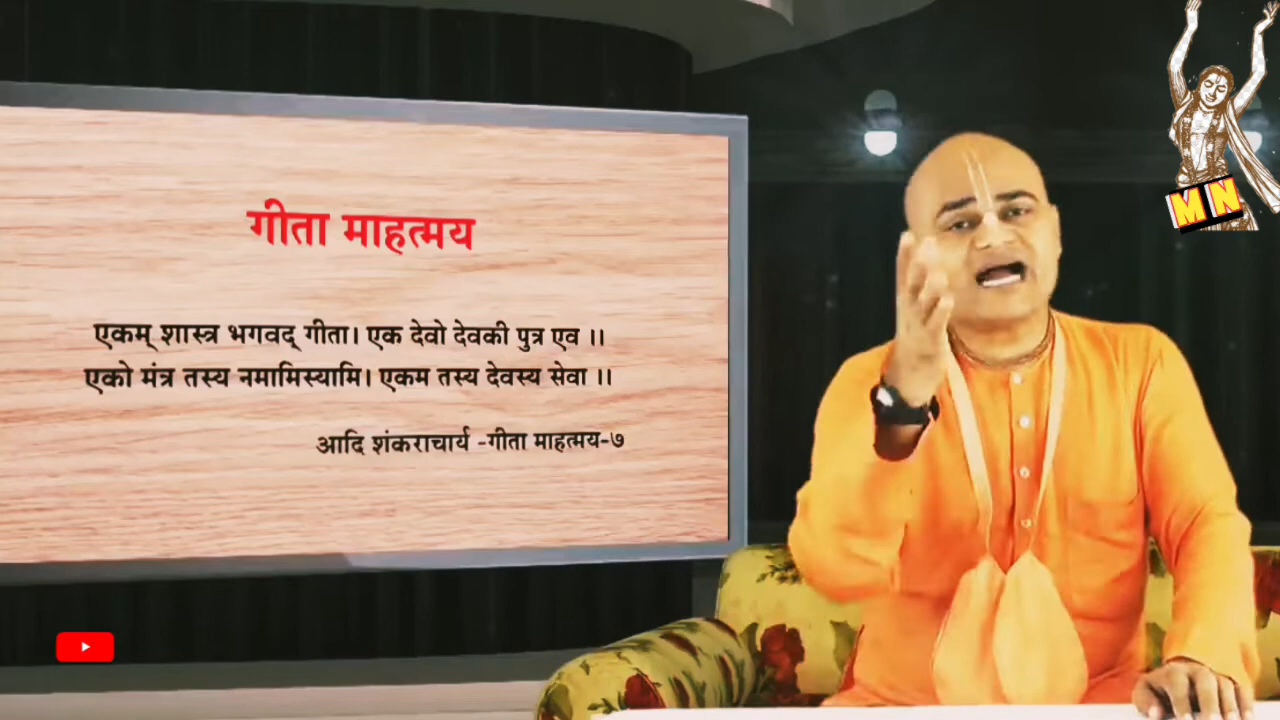 गीता माहत्मय
एकम् शास्त्र भगवद् गीता। एक देवो देवकी पुत्र एव ।।
एको मंत्र तस्य नमामिस्यामि। एकम तस्य देवस्य सेवा ।।
आदि शंकराचार्य -गीता माहत्मय-७
MN